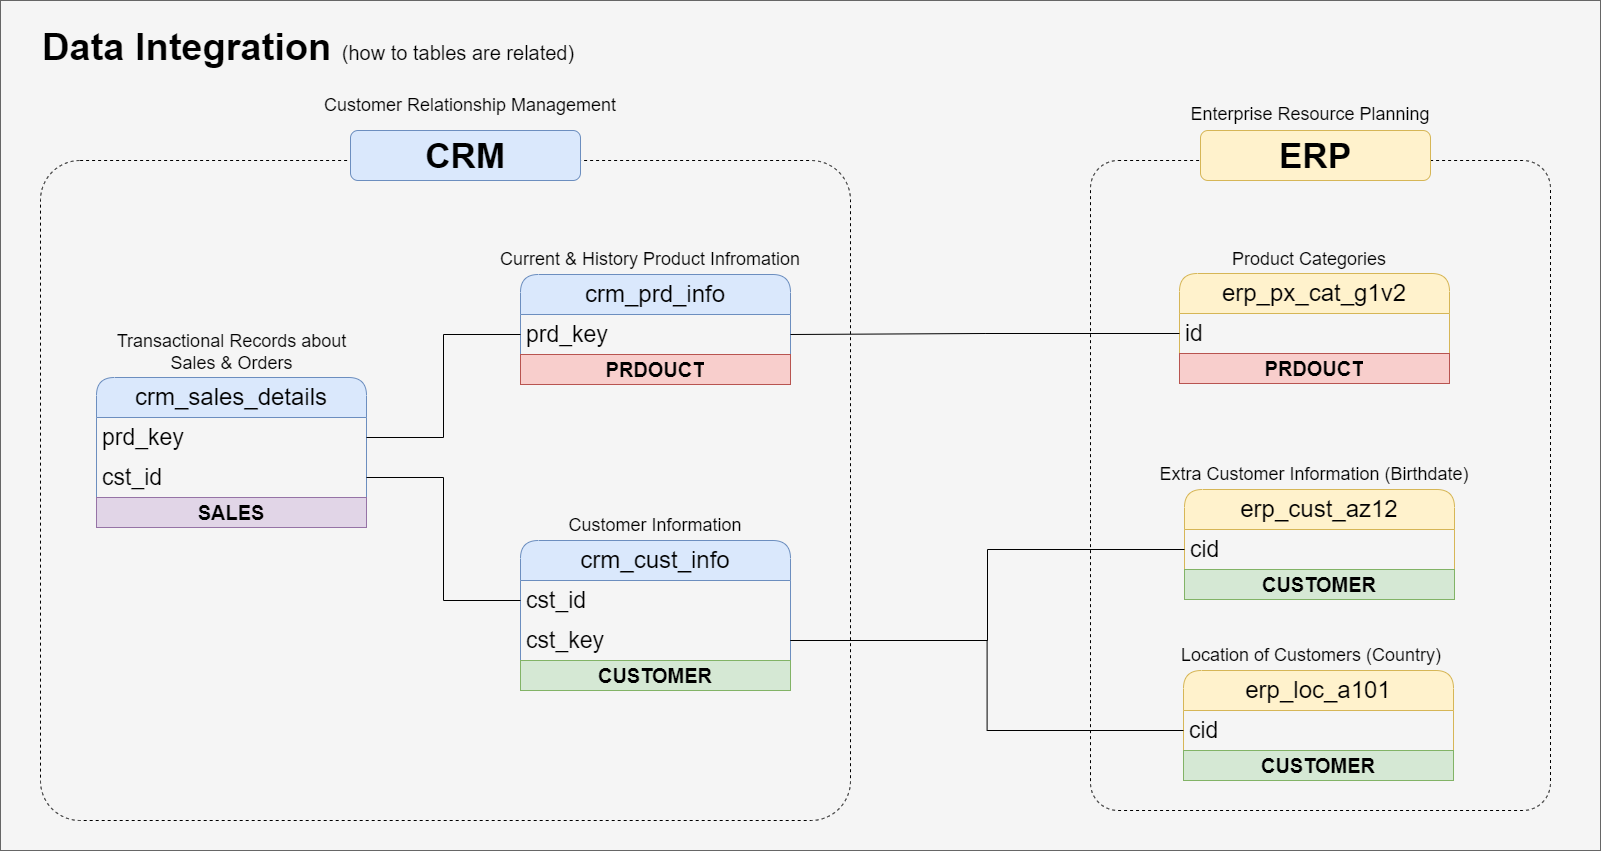 Data Integration (how to tables are related)
Customer Relationship Management
CRM
Enterprise Resource Planning
ERP
Transactional Records about
Sales & Orders
crm_sales_details
prd_key
cst_id
SALES
Current & History Product Infromation
crm_prd_info
prd_key
PRDOUCT
Customer Information
crm_cust_info
cst_id
cst_key
CUSTOMER
Product Categories
erp_px_cat_g1v2
id
PRDOUCT
Extra Customer Information (Birthdate)
erp_cust_az12
cid
CUSTOMER
Location of Customers (Country)
erp_loc_a101
cid
CUSTOMER